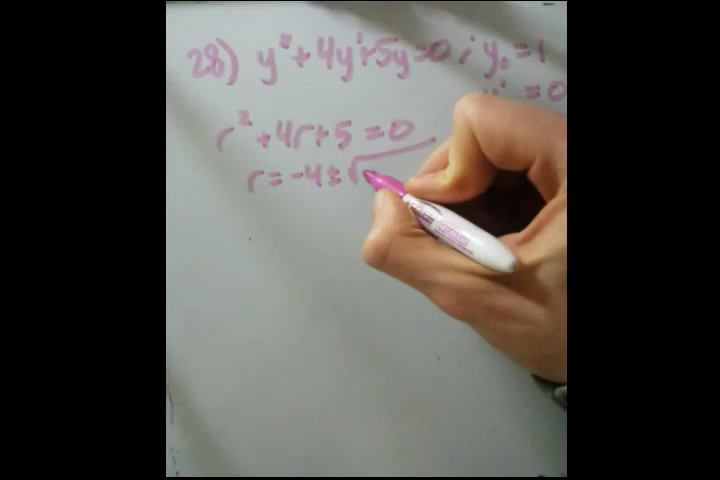 28) y" + 4y' + 5y = 0 ; y₀ = 1
y' = 0
r² + 4r + 5 = 0
r = -4 ± √